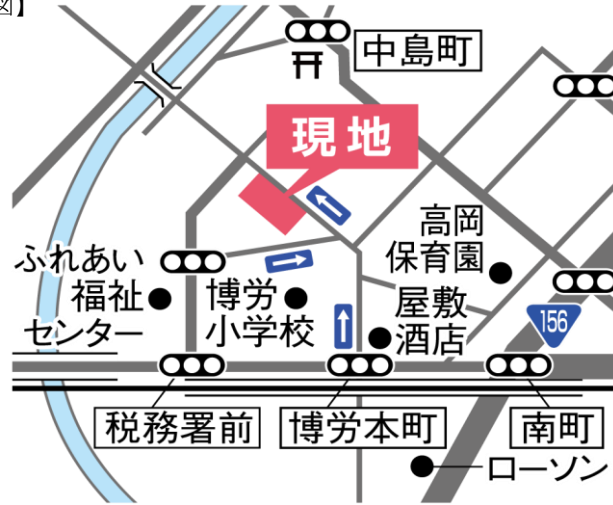 図】
中島町
現地
高岡
保育園
ふれあい
福祉
センター
博労
小学校
屋敷
酒店
156
税務署前
博労本町
南町
ローソン